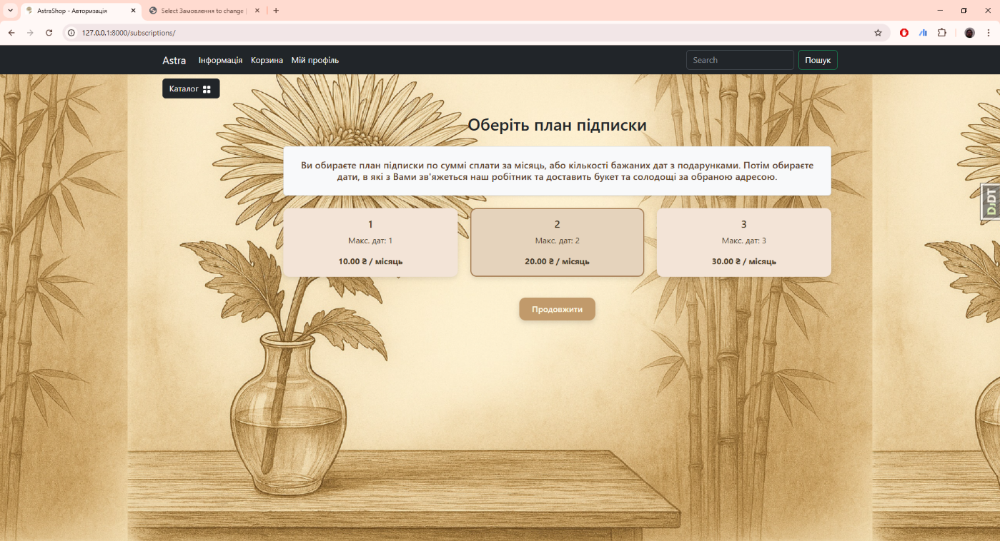 AstraShop - Авторизація
Select Замовлення to change |
127.0.0.1:8000/subscriptions/
Astra Інформація Корзина Мій профіль Search Пошук
Каталог
Оберіть план підписки
Ви обираєте план підписки по суммі сплати за місяць, або кількості бажаних дат з подарунками. Потім обираєте
дати, в які з Вами зв'яжеться наш робітник та доставить букет та солодощі за обраною адресою.
1
Макс. дат: 1
10.00 ₴ / місяць
2
Макс. дат: 2
20.00 ₴ / місяць
3
Макс. дат: 3
30.00 ₴ / місяць
Продовжити
DJDT